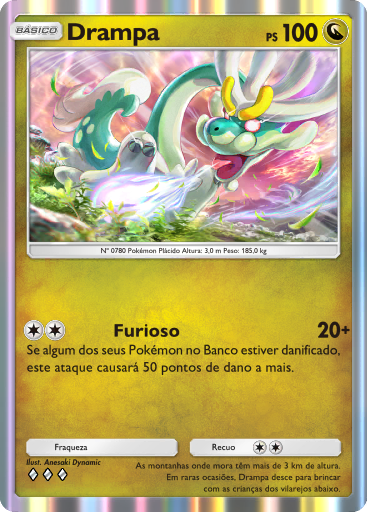 BÁSICO
Drampa
PS 100
Nº 0780 Pokémon Plácido Altura: 3,0 m Peso: 185,0 kg
Furioso 20+
Se algum dos seus Pokémon no Banco estiver danificado,
este ataque causará 50 pontos de dano a mais.
Fraqueza
Recuo
Ilust. Anesaki Dynamic
As montanhas onde mora têm mais de 3 km de altura.
Em raras ocasiões, Drampa desce para brincar
com as crianças dos vilarejos abaixo.